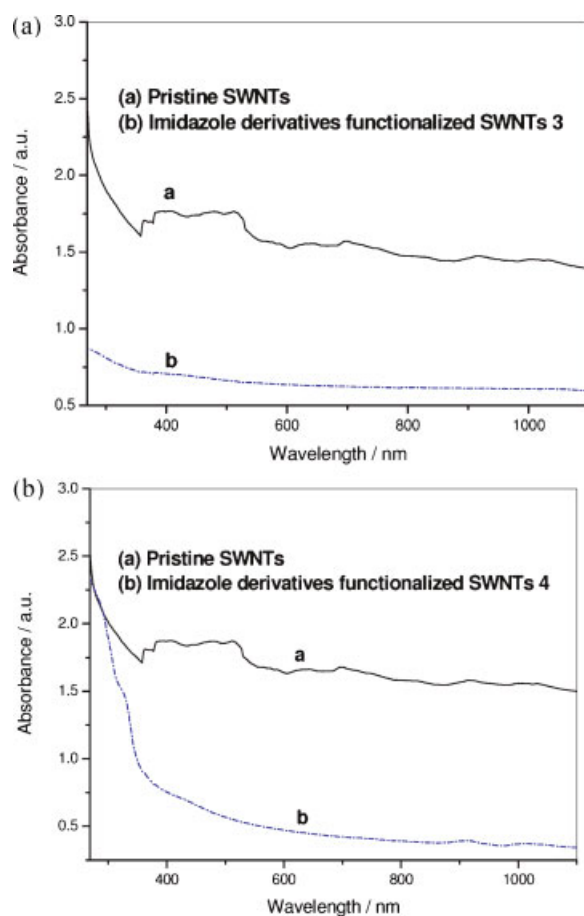 (a)
3.0
(a) Pristine SWNTs
(b) Imidazole derivatives functionalized SWNTs 3
2.5
a
2.0
1.5
1.0
b
0.5
Absorbance / a.u.
400 600 800 1000
Wavelength / nm
(b)
3.0
(a) Pristine SWNTs
(b) Imidazole derivatives functionalized SWNTs 4
2.5
2.0
a
1.5
1.0
b
0.5
Absorbance / a.u.
400 600 800 1000
Wavelength / nm